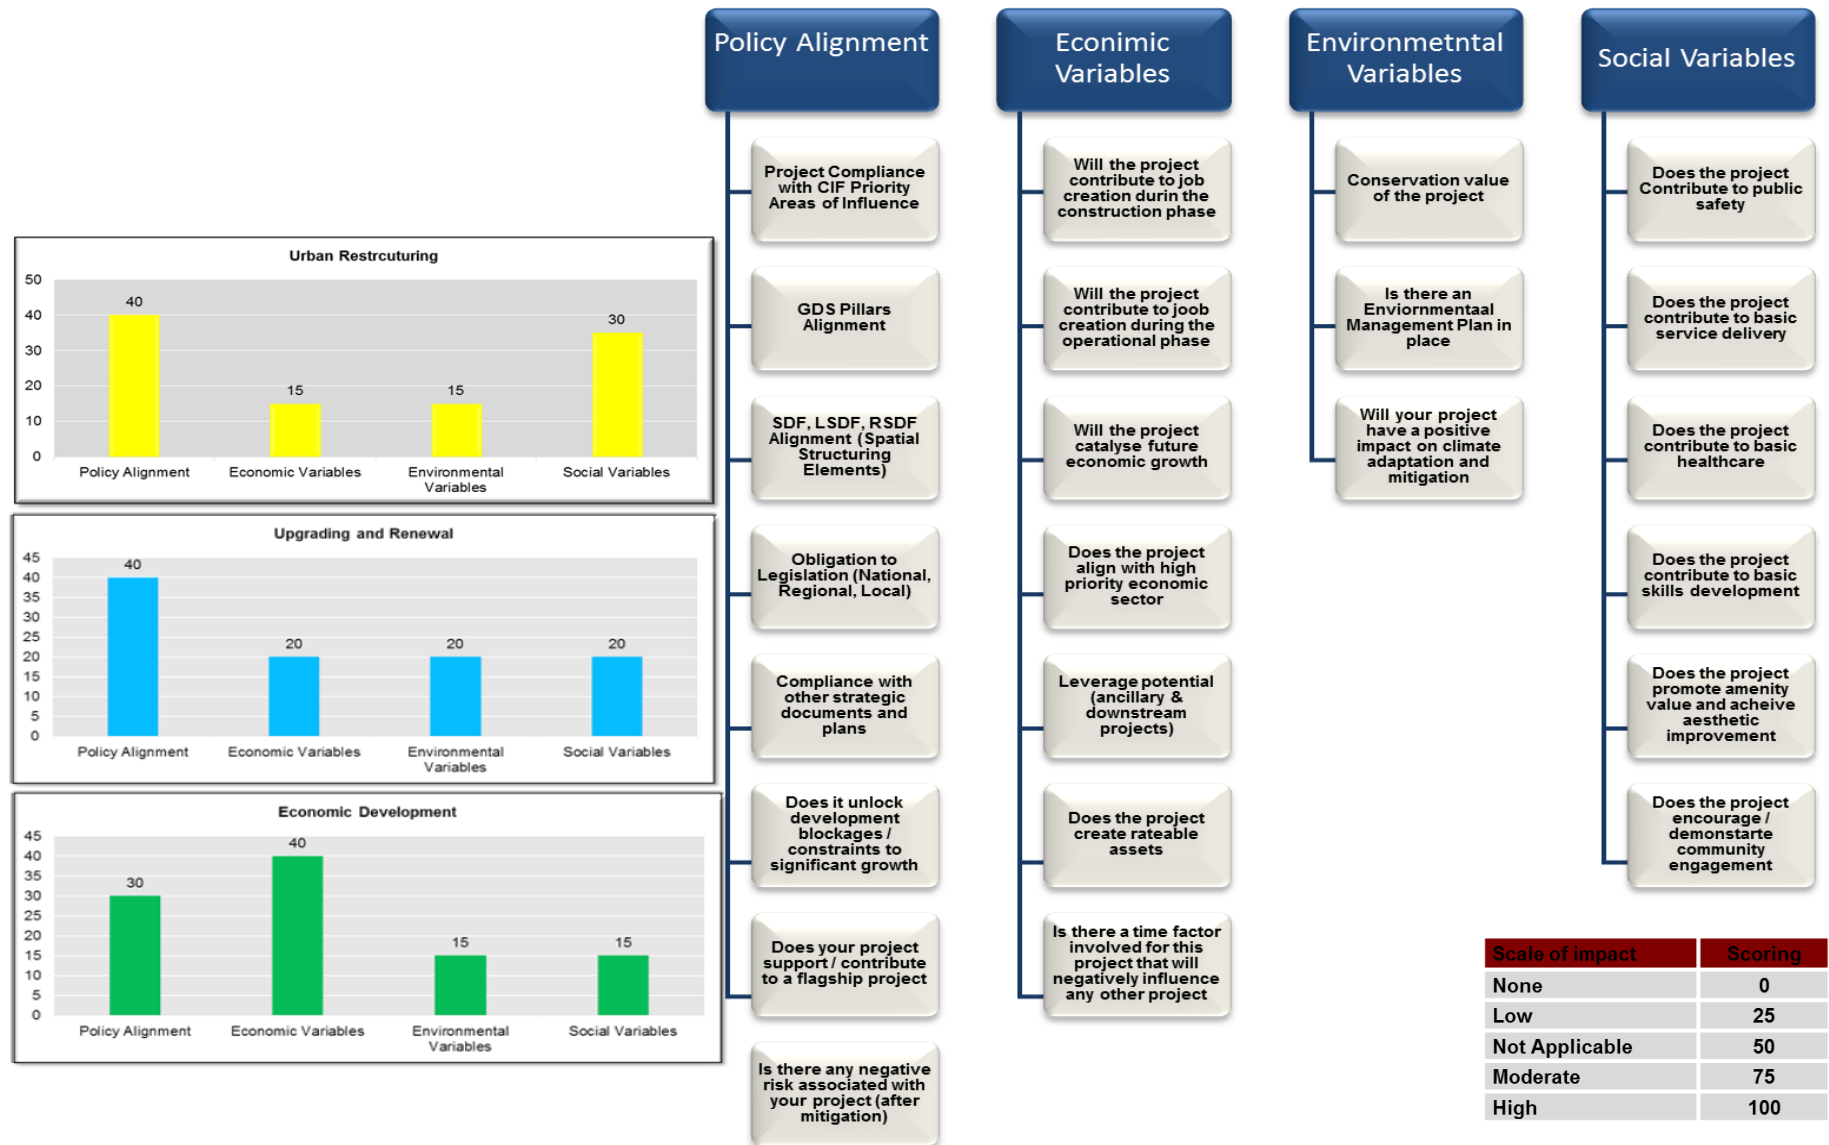 Policy Alignment
Project Compliance
with CIF Priority
Areas of Influence
GDS Pillars
Alignment
SDF, LSDF, RSDF
Alignment (Spatial
Structuring
Elements)
Obligation to
Legislation (National,
Regional, Local)
Compliance with
other strategic
documents and
plans
Does it unlock
development
blockages /
constraints to
significant growth
Does your project
support / contribute
to a flagship project
Is there any negative
risk associated with
your project (after
mitigation)
Econimic
Variables
Will the project
contribute to job
creation durin the
construction phase
Will the project
contribute to joob
creation during the
operational phase
Will the project
catalyse future
economic growth
Does the project
align with high
priority economic
sector
Leverage potential
(ancillary &
downstream
projects)
Does the project
create rateable
assets
Is there a time factor
involved for this
project that will
negatively influence
any other project
Environmetntal
Variables
Conservation value
of the project
Is there an
Enviornmentaal
Management Plan in
place
Will your project
have a positive
impact on climate
adaptation and
mitigation
Social Variables
Does the project
Contribute to public
safety
Does the project
contribute to basic
service delivery
Does the project
contribute to basic
healthcare
Does the project
contribute to basic
skills development
Does the project
promote amenity
value and acheive
aesthetic
improvement
Does the project
encourage /
demonstarte
community
engagement
Urban Restrcuturing
50
40
30
20
10
0
40
15
15
30
Policy Alignment
Economic Variables
Environmental
Variables
Social Variables
Upgrading and Renewal
45
40
35
30
25
20
15
10
5
0
40
20
20
20
Policy Alignment
Economic Variables
Environmental
Variables
Social Variables
Economic Development
45
40
35
30
25
20
15
10
5
0
30
40
15
15
Policy Alignment
Economic Variables
Environmental
Variables
Social Variables
Scale of impact Scoring
None 0
Low 25
Not Applicable 50
Moderate 75
High 100